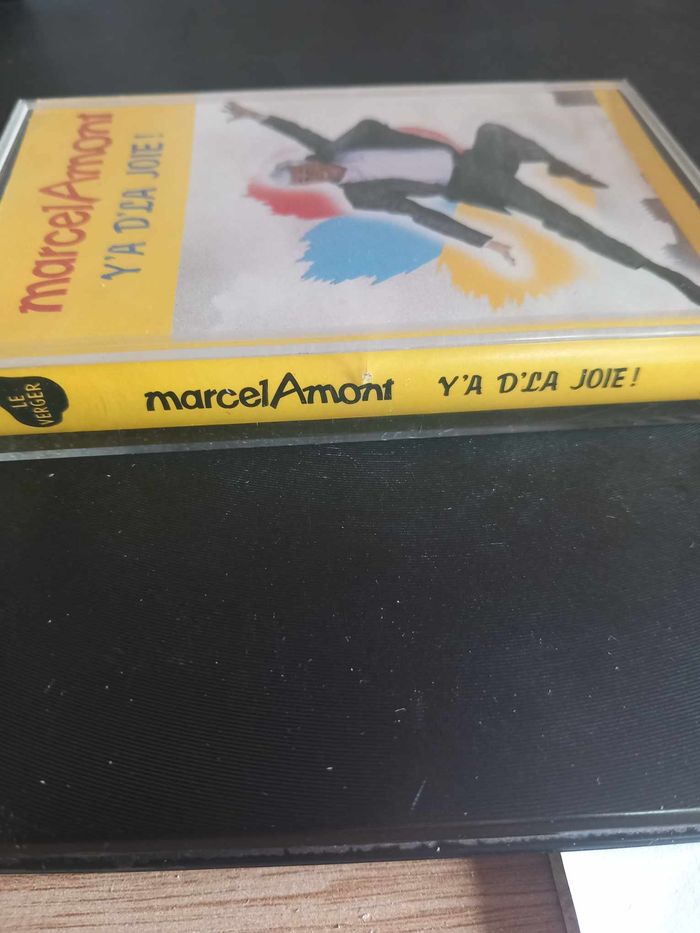 marcelAmont
Y'A D'LA JOIE!
LE
VERGER
marcelAmont Y'A D'LA JOIE!